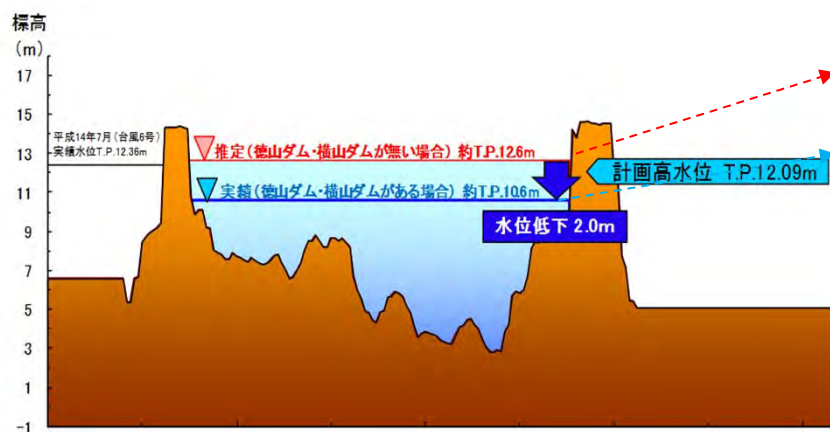 標高
(m)
17
15
13
11
9
7
5
3
1
-1
平成14年7月(台風6号)
実績水位T.P.12.36m
推定(徳山ダム・横山ダムが無い場合) 約T.P.12.6m
実績(徳山ダム・横山ダムがある場合) 約T.P.10.6m
計画高水位 T.P.12.09m
水位低下 2.0m